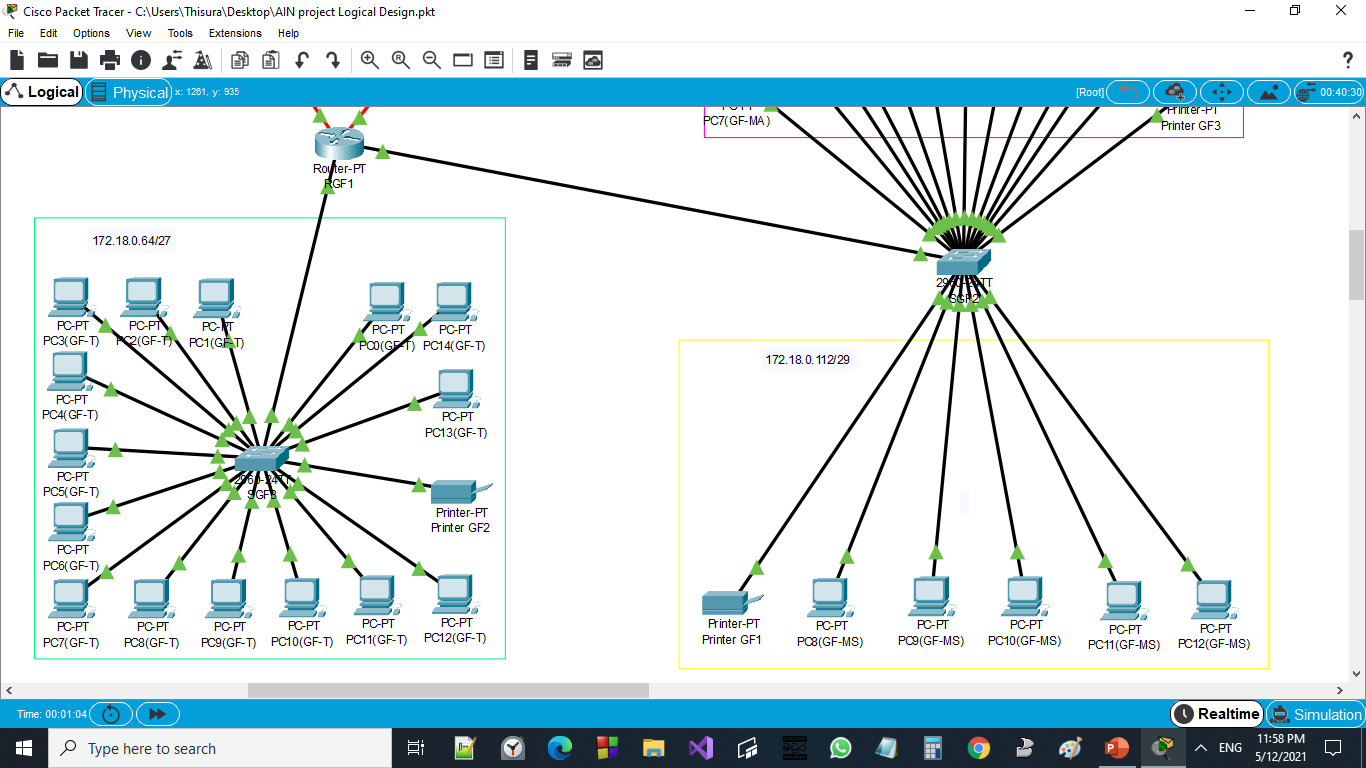 Cisco Packet Tracer - C:\Users\Thisura\Desktop\AIN project Logical Design.pkt
File Edit Options View Tools Extensions Help
?
Logical Physical x: 1261, y: 935 [Root] 00:40:30
PC7(GF-MA)
Printer-PT
Printer GF3
Router-PT
RGF1
172.18.0.64/27
2960-24TT
SGF2
PC-PT
PC3(GF-T)
PC-PT
PC2(GF-T)
PC-PT
PC1(GF-T)
PC-PT
PC0(GF-T)
PC-PT
PC14(GF-T)
172.18.0.112/29
PC-PT
PC4(GF-T)
PC-PT
PC13(GF-T)
PC-PT
PC5(GF-T)
2960-24TT
SGF3
Printer-PT
Printer GF2
PC-PT
PC6(GF-T)
PC-PT
PC7(GF-T)
PC-PT
PC8(GF-T)
PC-PT
PC9(GF-T)
PC-PT
PC10(GF-T)
PC-PT
PC11(GF-T)
PC-PT
PC12(GF-T)
Printer-PT
Printer GF1
PC-PT
PC8(GF-MS)
PC-PT
PC9(GF-MS)
PC-PT
PC10(GF-MS)
PC-PT
PC11(GF-MS)
PC-PT
PC12(GF-MS)
Time: 00:01:04 Realtime Simulation
Type here to search
ENG
11:58 PM
5/12/2021